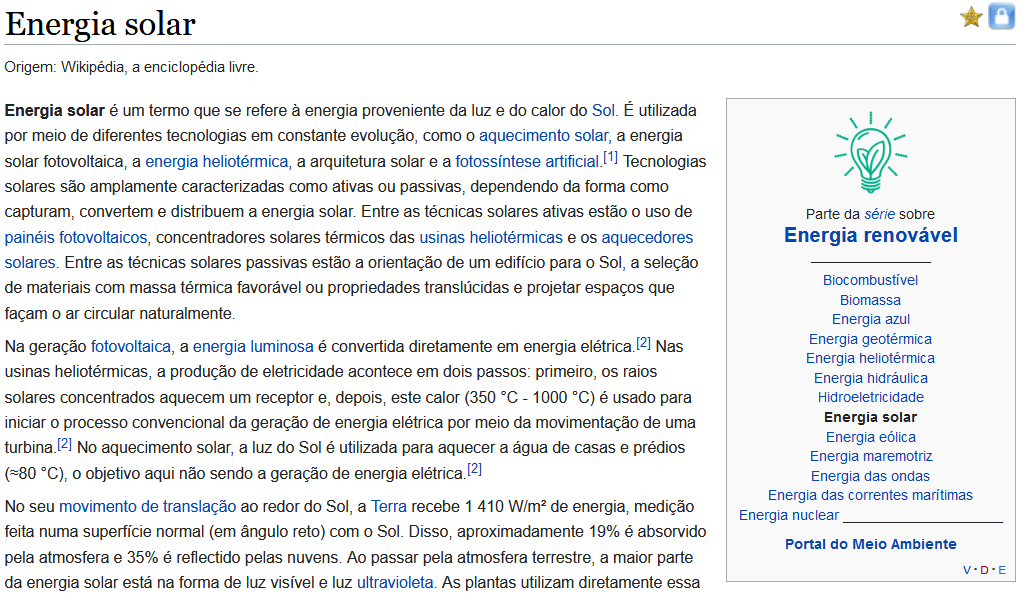 Energia solar
Origem: Wikipédia, a enciclopédia livre.
Energia solar é um termo que se refere à energia proveniente da luz e do calor do Sol. É utilizada
por meio de diferentes tecnologias em constante evolução, como o aquecimento solar, a energia
solar fotovoltaica, a energia heliotérmica, a arquitetura solar e a fotossíntese artificial.[1] Tecnologias
solares são amplamente caracterizadas como ativas ou passivas, dependendo da forma como
capturam, convertem e distribuem a energia solar. Entre as técnicas solares ativas estão o uso de
painéis fotovoltaicos, concentradores solares térmicos das usinas heliotérmicas e os aquecedores
solares. Entre as técnicas solares passivas estão a orientação de um edifício para o Sol, a seleção
de materiais com massa térmica favorável ou propriedades translúcidas e projetar espaços que
façam o ar circular naturalmente.
Na geração fotovoltaica, a energia luminosa é convertida diretamente em energia elétrica.[2] Nas
usinas heliotérmicas, a produção de eletricidade acontece em dois passos: primeiro, os raios
solares concentrados aquecem um receptor e, depois, este calor (350 °C - 1000 °C) é usado para
iniciar o processo convencional da geração de energia elétrica por meio da movimentação de uma
turbina.[2] No aquecimento solar, a luz do Sol é utilizada para aquecer a água de casas e prédios
(≈80 °C), o objetivo aqui não sendo a geração de energia elétrica.[2]
No seu movimento de translação ao redor do Sol, a Terra recebe 1 410 W/m² de energia, medição
feita numa superfície normal (em ângulo reto) com o Sol. Disso, aproximadamente 19% é absorvido
pela atmosfera e 35% é reflectido pelas nuvens. Ao passar pela atmosfera terrestre, a maior parte
da energia solar está na forma de luz visível e luz ultravioleta. As plantas utilizam diretamente essa
Parte da série sobre
Energia renovável
Biocombustível
Biomassa
Energia azul
Energia geotérmica
Energia heliotérmica
Energia hidráulica
Hidroeletricidade
Energia solar
Energia eólica
Energia maremotriz
Energia das ondas
Energia das correntes marítimas
Energia nuclear
Portal do Meio Ambiente
V · D · E